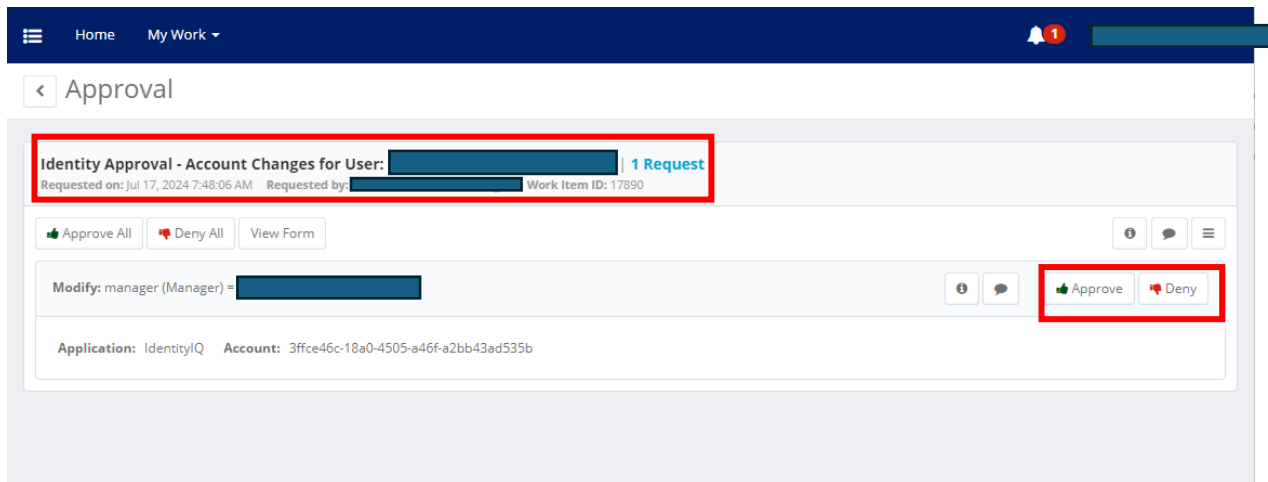 Home My Work 1
Approval
Identity Approval - Account Changes for User: | 1 Request
Requested on: Jul 17, 2024 7:48:06 AM Requested by: Work Item ID: 17890
Approve All Deny All View Form
Modify: manager (Manager) = Approve Deny
Application: IdentityIQ Account: 3ffce46c-18a0-4505-a46f-a2bb43ad535b